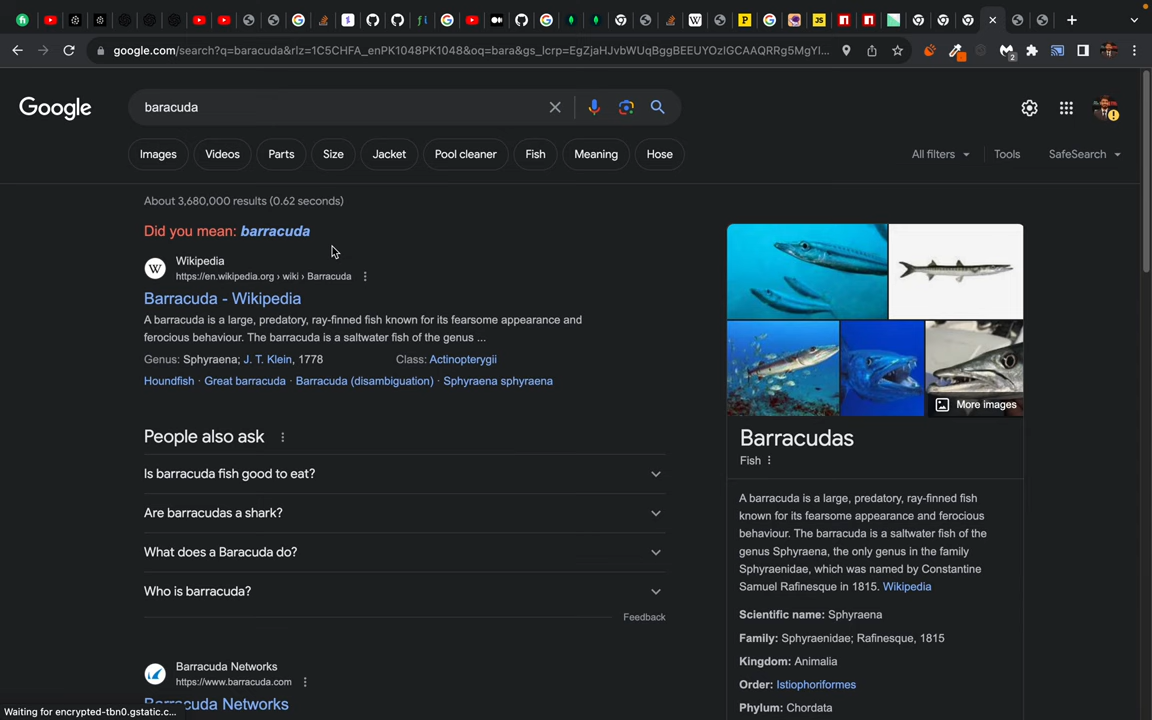 google.com/search?q=baracuda&rlz=1C5CHFA_enPK1048PK1048&oq=bara&gs_lcrp=EgZjaHJvbWUqBggBEEUYOzIGCAAQRRg5MgYI...
2
Google
baracuda
Images
Videos
Parts
Size
Jacket
Pool cleaner
Fish
Meaning
Hose
All filters
Tools
SafeSearch
About 3,680,000 results (0.62 seconds)
Did you mean: barracuda
W
Wikipedia
https://en.wikipedia.org › wiki › Barracuda
Barracuda - Wikipedia
A barracuda is a large, predatory, ray-finned fish known for its fearsome appearance and
ferocious behaviour. The barracuda is a saltwater fish of the genus ...
Genus: Sphyraena; J. T. Klein, 1778
Class: Actinopterygii
Houndfish · Great barracuda · Barracuda (disambiguation) · Sphyraena sphyraena
People also ask
Is barracuda fish good to eat?
Are barracudas a shark?
What does a Baracuda do?
Who is barracuda?
Feedback
Barracuda Networks
https://www.barracuda.com
Barracuda Networks
Waiting for encrypted-tbn0.gstatic.c...
More images
Barracudas
Fish
A barracuda is a large, predatory, ray-finned fish
known for its fearsome appearance and ferocious
behaviour. The barracuda is a saltwater fish of the
genus Sphyraena, the only genus in the family
Sphyraenidae, which was named by Constantine
Samuel Rafinesque in 1815. Wikipedia
Scientific name: Sphyraena
Family: Sphyraenidae; Rafinesque, 1815
Kingdom: Animalia
Order: Istiophoriformes
Phylum: Chordata